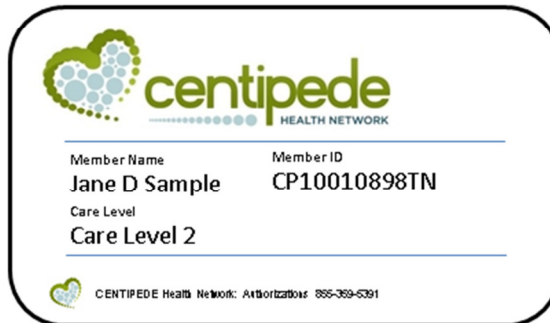 centipede
HEALTH NETWORK
Member Name
Member ID
Jane D Sample
CP10010898TN
Care Level
Care Level 2
CENTIPEDE Health Network: Authorizations 855-359-5391